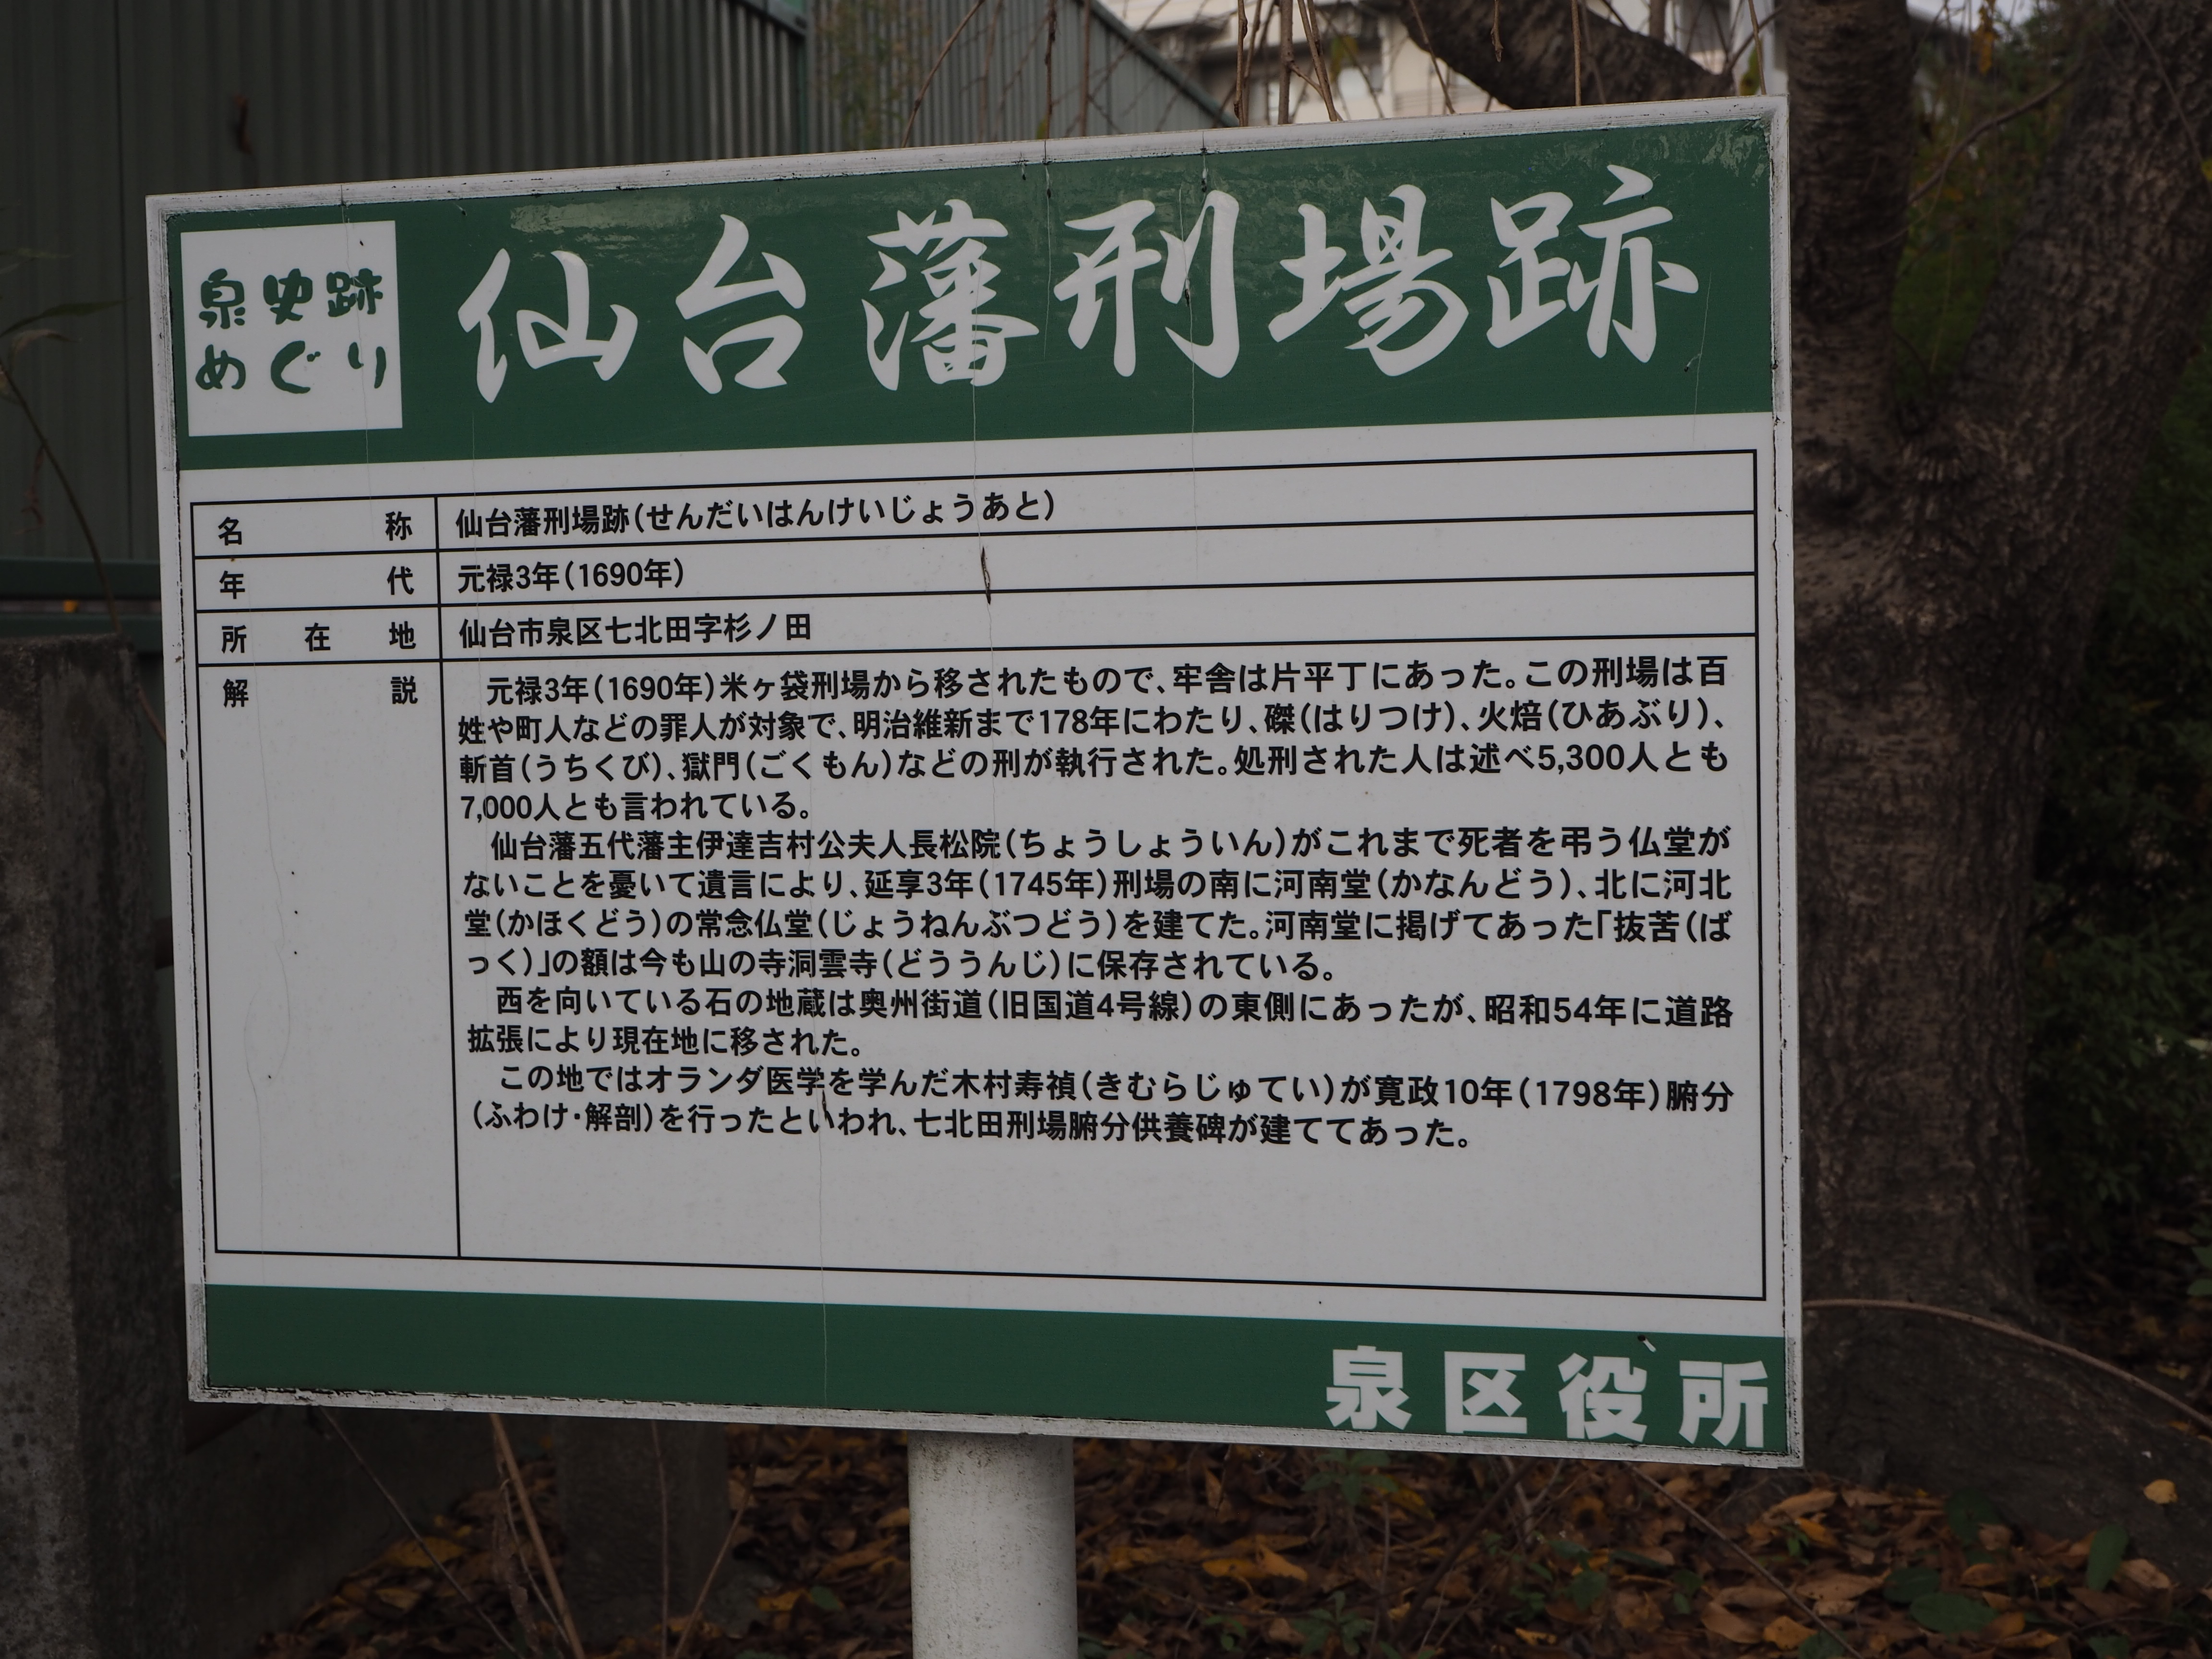 泉史跡
めぐり
仙台藩刑場跡
名称 仙台藩刑場跡(せんだいはんけいじょうあと)
年代 元禄3年(1690年)
所在地 仙台市泉区七北田字杉ノ田
解説 元禄3年(1690年)米ヶ袋刑場から移されたもので、牢舎は片平丁にあった。この刑場は百
姓や町人などの罪人が対象で、明治維新まで178年にわたり、磔(はりつけ)、火焙(ひあぶり)、
斬首(うちくび)、獄門(ごくもん)などの刑が執行された。処刑された人は述べ5,300人とも
7,000人とも言われている。
仙台藩五代藩主伊達吉村公夫人長松院(ちょうしょういん)がこれまで死者を弔う仏堂が
ないことを憂いて遺言により、延享3年(1745年)刑場の南に河南堂(かなんどう)、北に河北
堂(かほくどう)の常念仏堂(じょうねんぶつどう)を建てた。河南堂に掲げてあった「抜苦(ば
っく)」の額は今も山の寺洞雲寺(どううんじ)に保存されている。
西を向いている石の地蔵は奥州街道(旧国道4号線)の東側にあったが、昭和54年に道路
拡張により現在地に移された。
この地ではオランダ医学を学んだ木村寿禎(きむらじゅてい)が寛政10年(1798年)腑分
(ふわけ・解剖)を行ったといわれ、七北田刑場腑分供養碑が建ててあった。
泉区役所